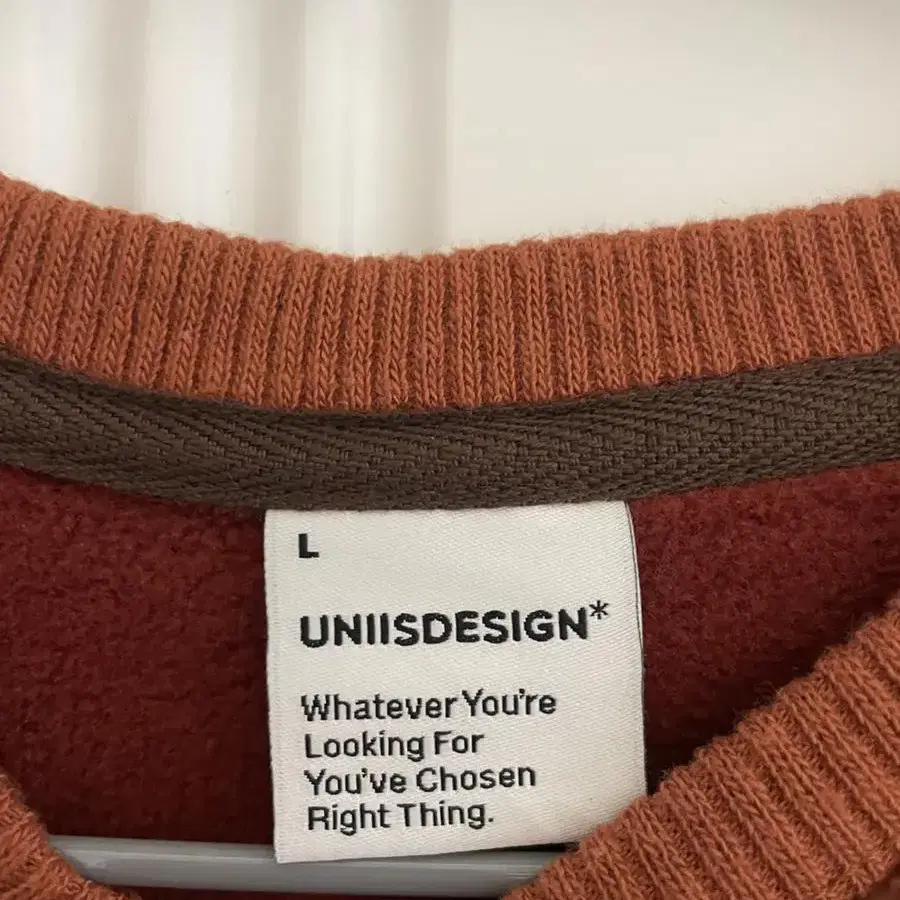 L
UNIISDESIGN*
Whatever You're
Looking For
You've Chosen
Right Thing.